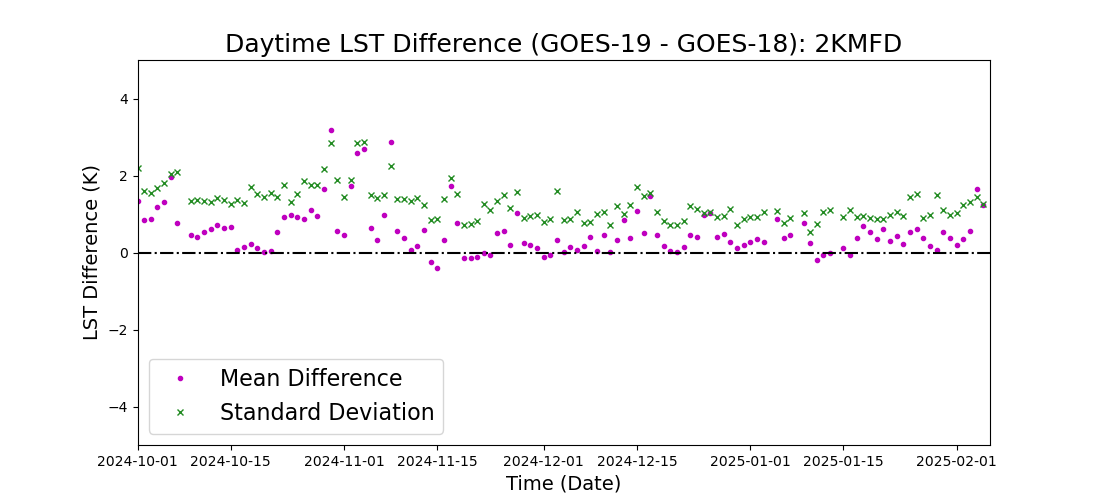 Daytime LST Difference (GOES-19 - GOES-18): 2KMFD
LST Difference (K)
4
2
0
−2
−4
Mean Difference
Standard Deviation
2024-10-01 2024-10-15 2024-11-01 2024-11-15 2024-12-01 2024-12-15 2025-01-01 2025-01-15 2025-02-01
Time (Date)